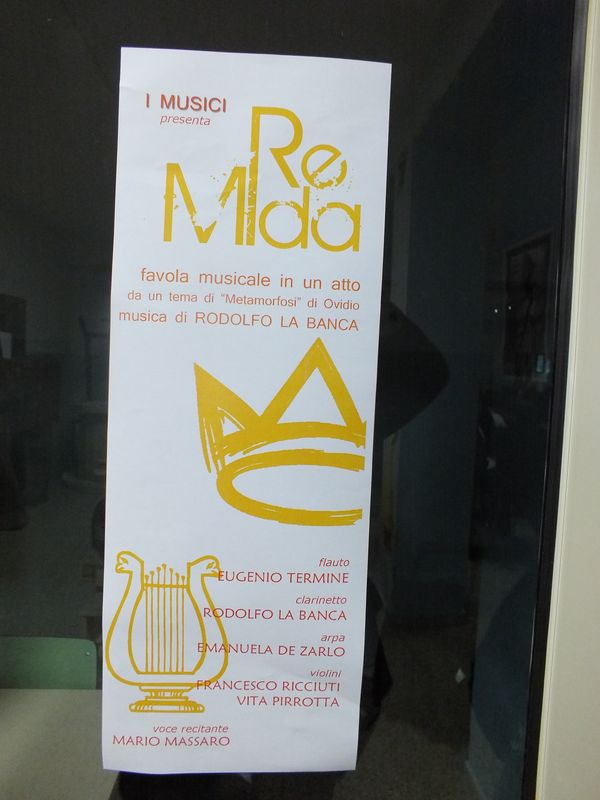 I MUSICI
presenta
Re
MIda
favola musicale in un atto
da un tema di "Metamorfosi" di Ovidio
musica di RODOLFO LA BANCA
flauto
EUGENIO TERMINE
clarinetto
RODOLFO LA BANCA
arpa
EMANUELA DE ZARLO
violini
FRANCESCO RICCIUTI
VITA PIRROTTA
voce recitante
MARIO MASSARO